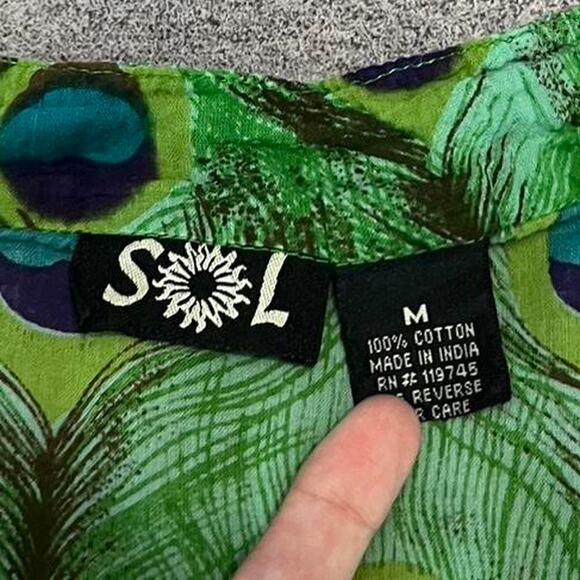 SOL
M
100% COTTON
MADE IN INDIA
RN # 119745
REVERSE
CARE